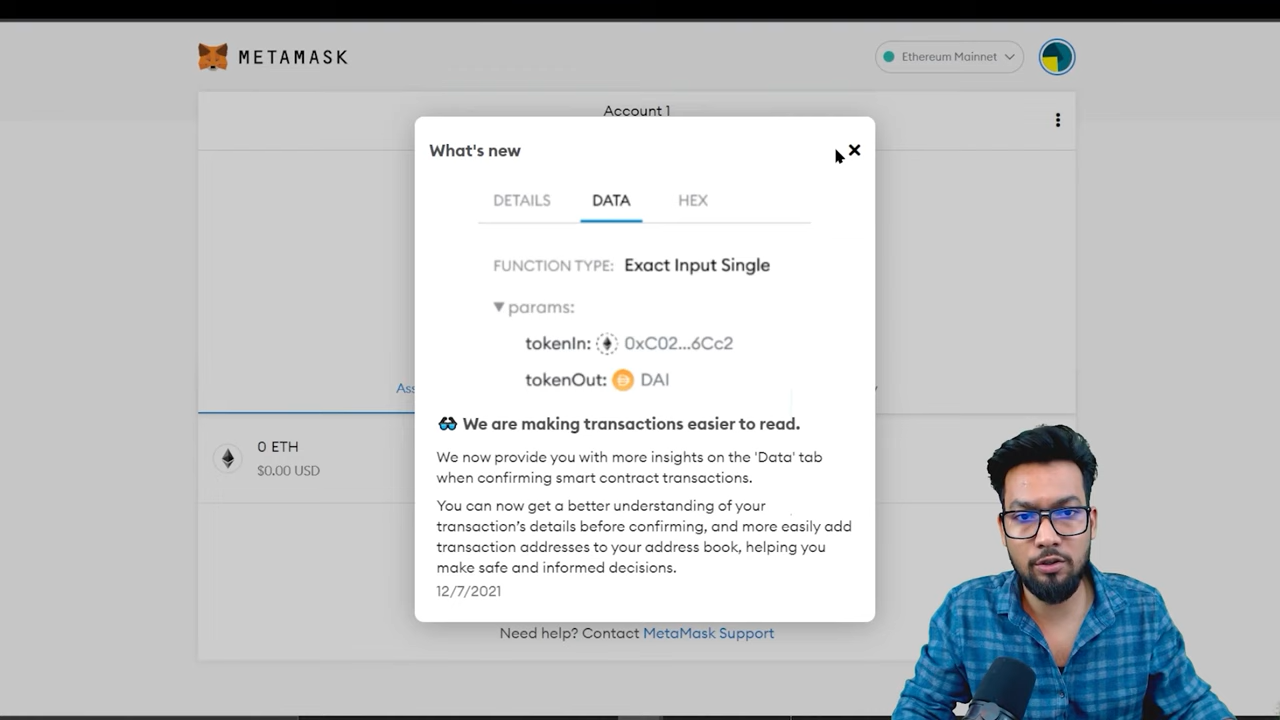 METAMASK
Ethereum Mainnet
Account 1
What's new
DETAILS DATA HEX
FUNCTION TYPE: Exact Input Single
params:
tokenIn: 0xC02...6Cc2
tokenOut: DAI
We are making transactions easier to read.
We now provide you with more insights on the 'Data' tab
when confirming smart contract transactions.
You can now get a better understanding of your
transaction’s details before confirming, and more easily add
transaction addresses to your address book, helping you
make safe and informed decisions.
12/7/2021
0 ETH
$0.00 USD
Need help? Contact MetaMask Support